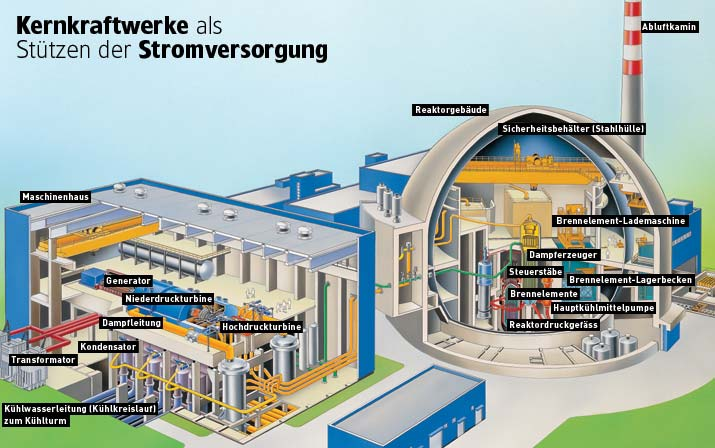 Kernkraftwerke als
Stützen der Stromversorgung
Abluftkamin
Reaktorgebäude
Sicherheitsbehälter (Stahlhülle)
Maschinenhaus
Brennelement-Lademaschine
Dampferzeuger
Steuerstäbe
Brennelement-Lagerbecken
Generator
Brennelemente
Niederdruckturbine
Hauptkühlmittelpumpe
Dampfleitung
Hochdruckturbine
Reaktordruckgefäss
Kondensator
Transformator
Kühlwasserleitung (Kühlkreislauf)
zum Kühlturm